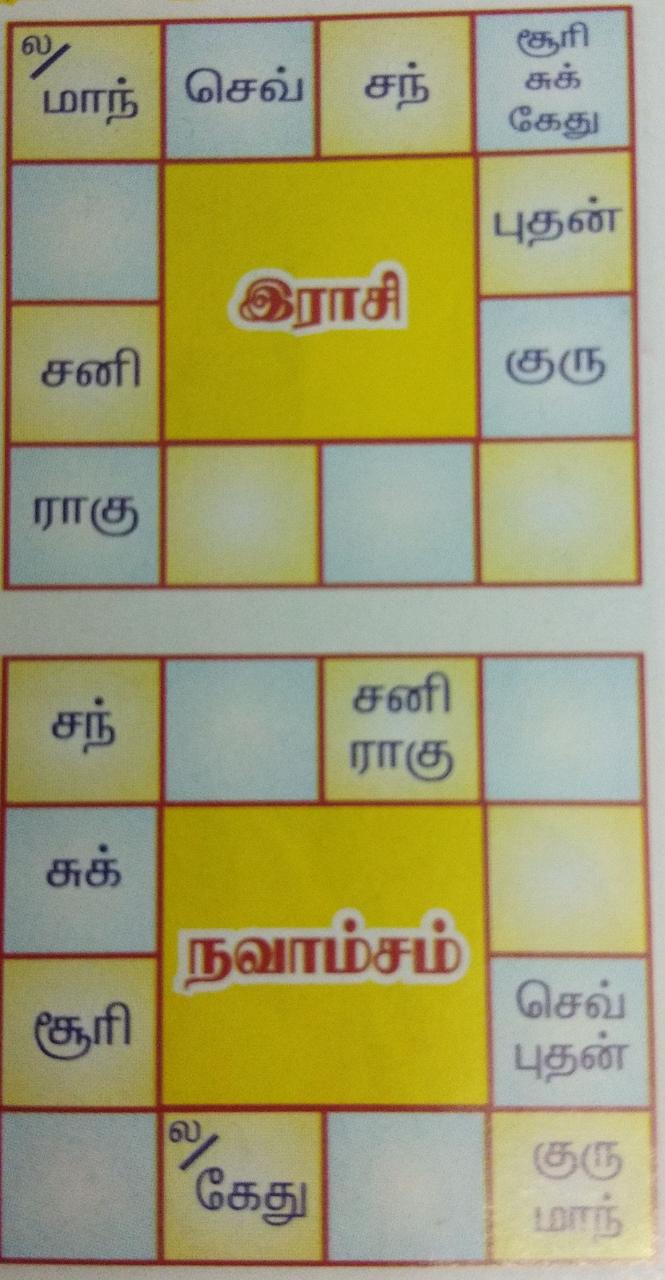 ல/
மாந்
செவ்
சந்
சூரி
சுக்
கேது
புதன்
இராசி
சனி
குரு
ராகு
சந்
சனி
ராகு
சுக்
நவாம்சம்
சூரி
செவ்
புதன்
ல/
கேது
குரு
மாந்